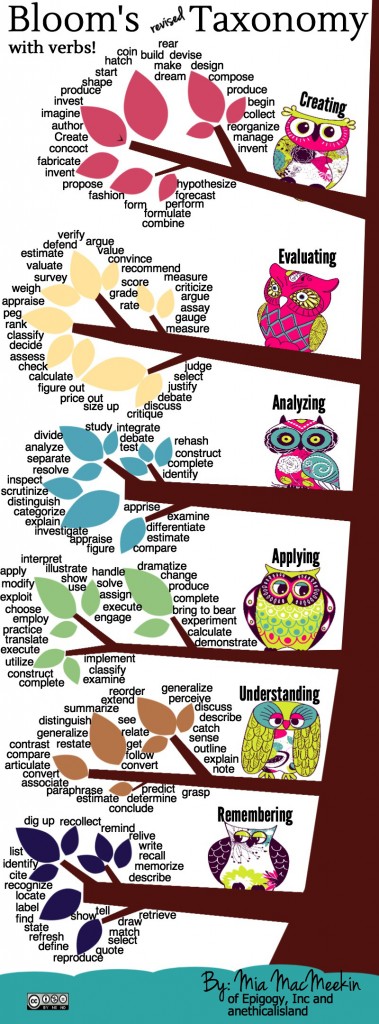 Bloom's revised Taxonomy
with verbs!
Creating
rear
coin build devise
hatch make design
start dream compose
shape
produce produce
invest begin
imagine collect
author reorganize
Create manage
concoct invent
fabricate
invent hypothesize
propose forecast
fashion perform
form formulate
combine
Evaluating
verify
defend argue
estimate value
valuate convince
survey recommend
weigh score measure
appraise grade criticize
peg rate argue
rank assay
classify gauge
decide measure
assess
check judge
calculate select
figure out justify
price out debate
size up discuss
critique
Analyzing
study integrate
divide debate rehash
analyze test construct
separate complete
resolve identify
inspect
scrutinize
distinguish apprise
categorize examine
explain differentiate
investigate estimate
appraise compare
figure
Applying
interpret dramatize
apply illustrate handle change
modify show solve produce
exploit use assign complete
choose execute bring to bear
employ engage experiment
practice calculate
translate demonstrate
execute
utilize implement
construct classify
complete examine
Understanding
reorder generalize
extend perceive
summarize discuss
distinguish see describe
generalize relate catch
contrast restate get sense
compare follow outline
articulate convert explain
convert note
associate
paraphrase predict grasp
estimate determine
conclude
Remembering
dig up recollect
remind
list relive
identify write
cite recall
recognize memorize
locate describe
label
find show tell retrieve
state draw
refresh match
define select
reproduce quote
By: Mia MacMeekin
of Epigogy, Inc and
anethicalisland
cc
BY NC ND